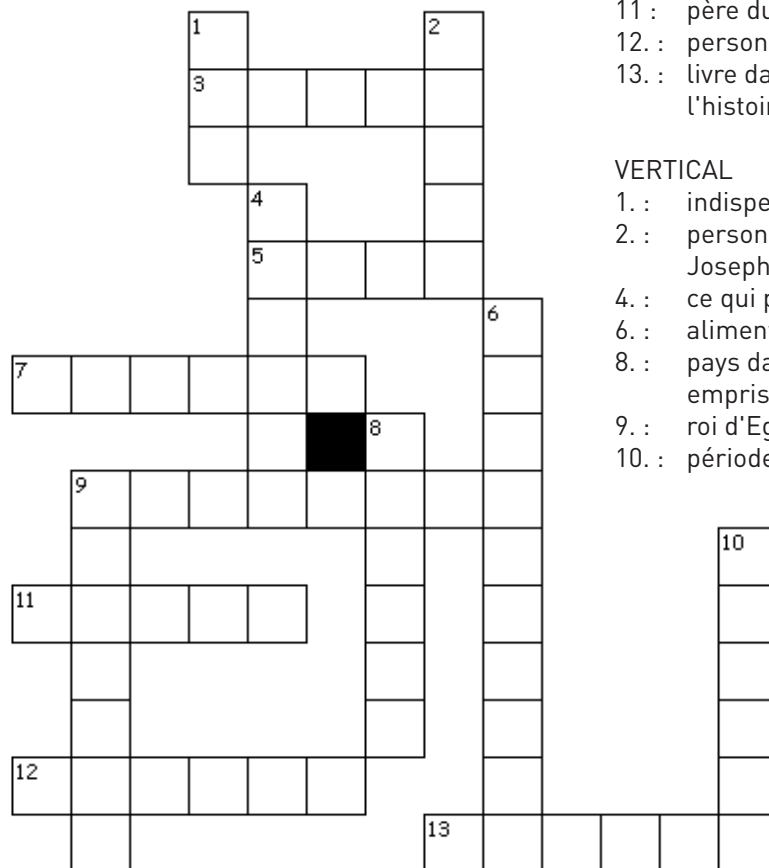 1
2
3
4
5
6
7
8
9
10
11
12
13
11 : père du
12. : person
13. : livre da
l'histoir
VERTICAL
1. : indispe
2. : person
Joseph
4. : ce qui p
6. : aliment
8. : pays da
empris
9. : roi d'Eg
10. : période